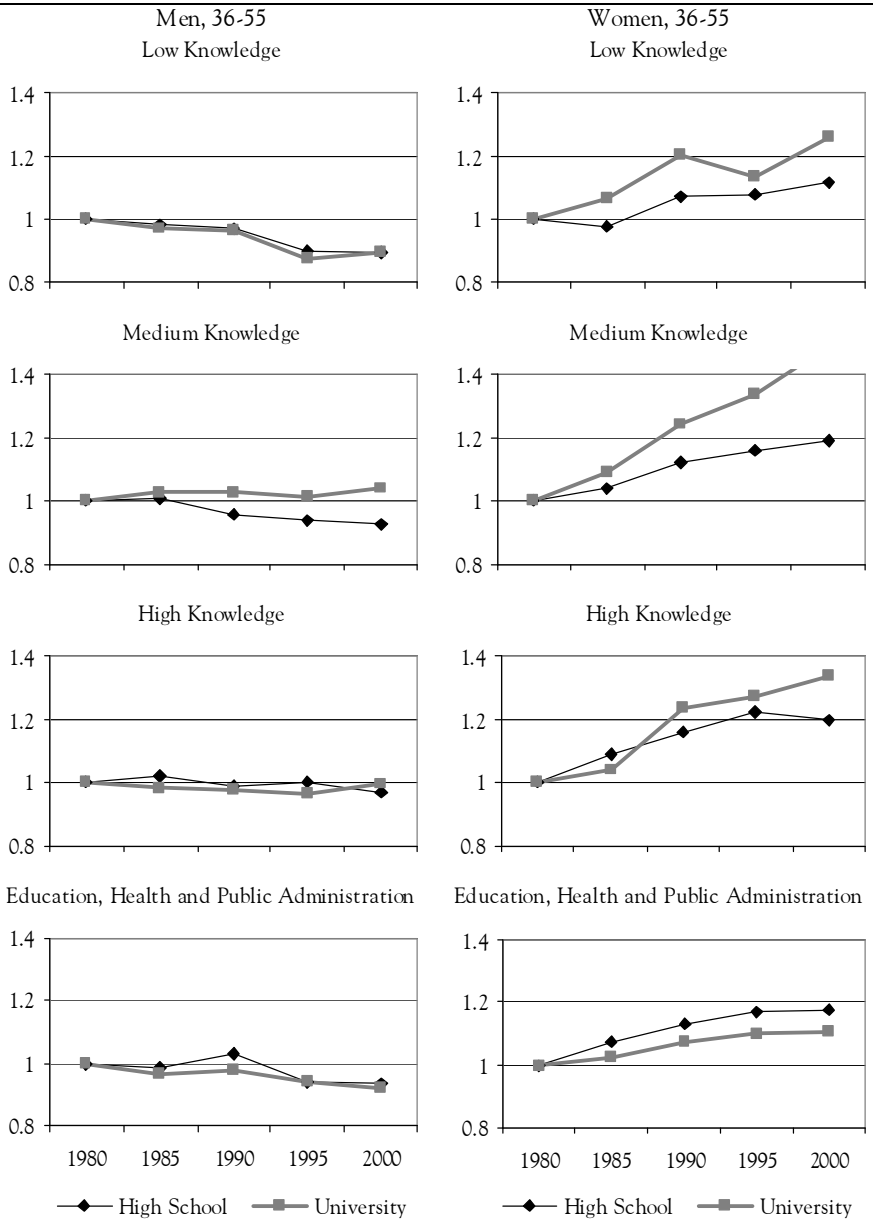 Men, 36-55
Low Knowledge
1.4
1.2
1
0.8
Medium Knowledge
1.4
1.2
1
0.8
High Knowledge
1.4
1.2
1
0.8
Education, Health and Public Administration
1.4
1.2
1
0.8
1980 1985 1990 1995 2000
High School University
Women, 36-55
Low Knowledge
1.4
1.2
1
0.8
Medium Knowledge
1.4
1.2
1
0.8
High Knowledge
1.4
1.2
1
0.8
Education, Health and Public Administration
1.4
1.2
1
0.8
1980 1985 1990 1995 2000
High School University